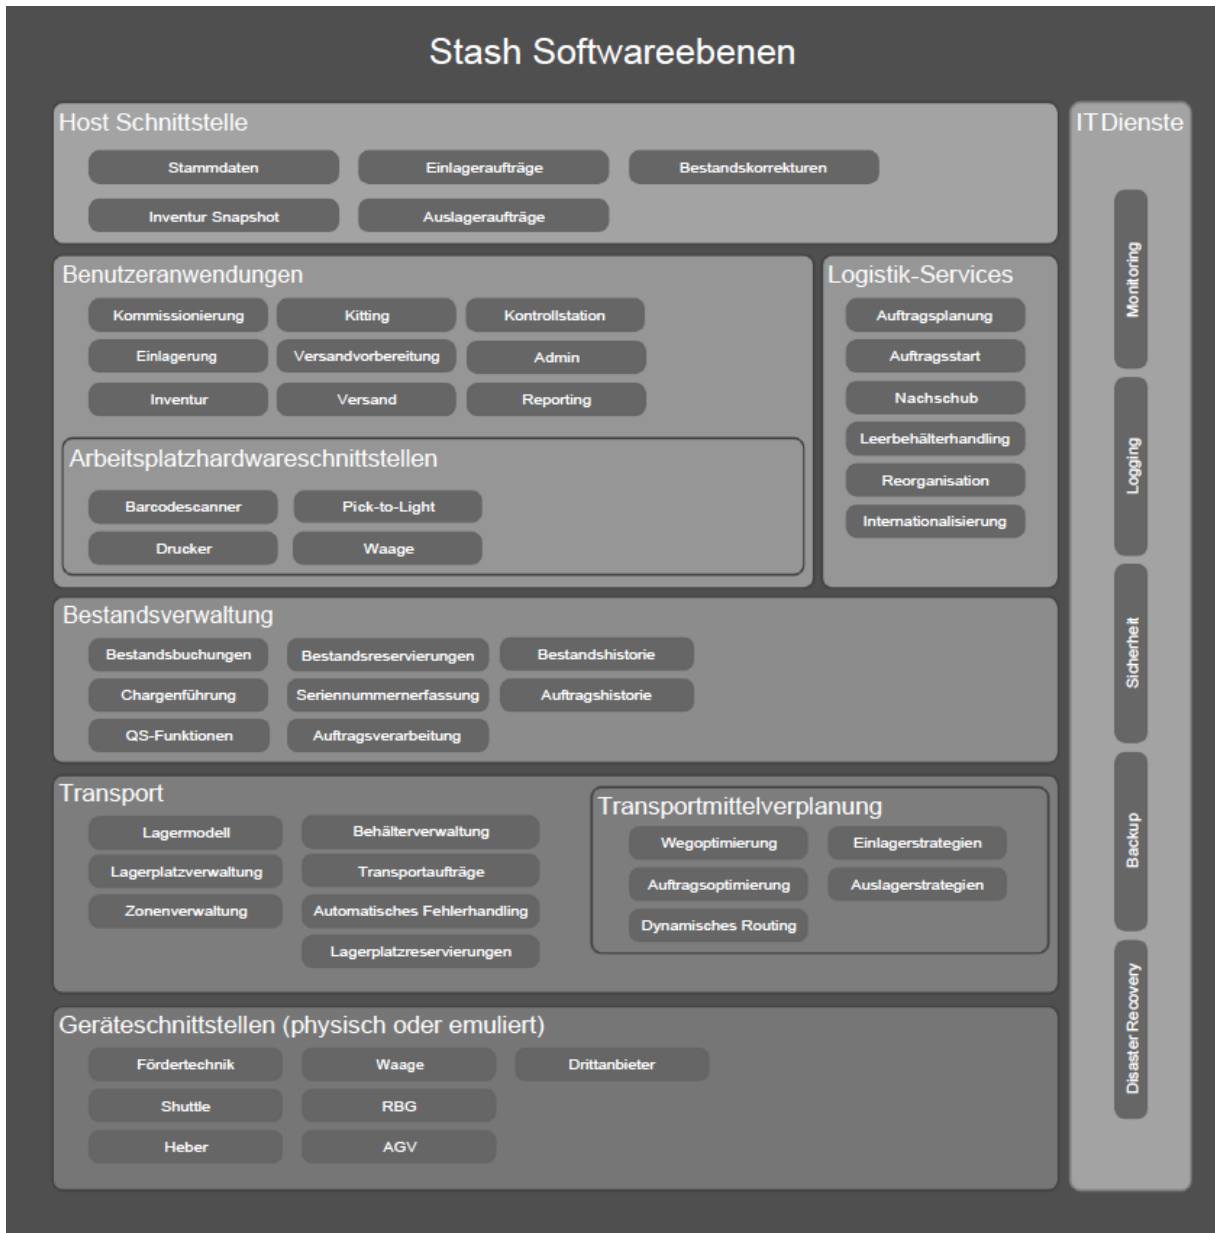 Stash Softwareebenen
Host Schnittstelle
Stammdaten
Einlageraufträge
Bestandskorrekturen
Inventur Snapshot
Auslageraufträge
Benutzeranwendungen
Kommissionierung
Kitting
Kontrollstation
Einlagerung
Versandvorbereitung
Admin
Inventur
Versand
Reporting
Arbeitsplatzhardwareschnittstellen
Barcodescanner
Pick-to-Light
Drucker
Waage
Logistik-Services
Auftragsplanung
Auftragsstart
Nachschub
Leerbehälterhandling
Reorganisation
Internationalisierung
Bestandsverwaltung
Bestandsbuchungen
Bestandsreservierungen
Bestandshistorie
Chargenführung
Seriennummernerfassung
Auftragshistorie
QS-Funktionen
Auftragsverarbeitung
Transport
Lagermodell
Behälterverwaltung
Lagerplatzverwaltung
Transportaufträge
Zonenverwaltung
Automatisches Fehlerhandling
Lagerplatzreservierungen
Transportmittelverplanung
Wegoptimierung
Einlagerstrategien
Auftragsoptimierung
Auslagerstrategien
Dynamisches Routing
Geräteschnittstellen (physisch oder emuliert)
Fördertechnik
Waage
Drittanbieter
Shuttle
RBG
Heber
AGV
IT Dienste
Monitoring
Logging
Sicherheit
Backup
Disaster Recovery